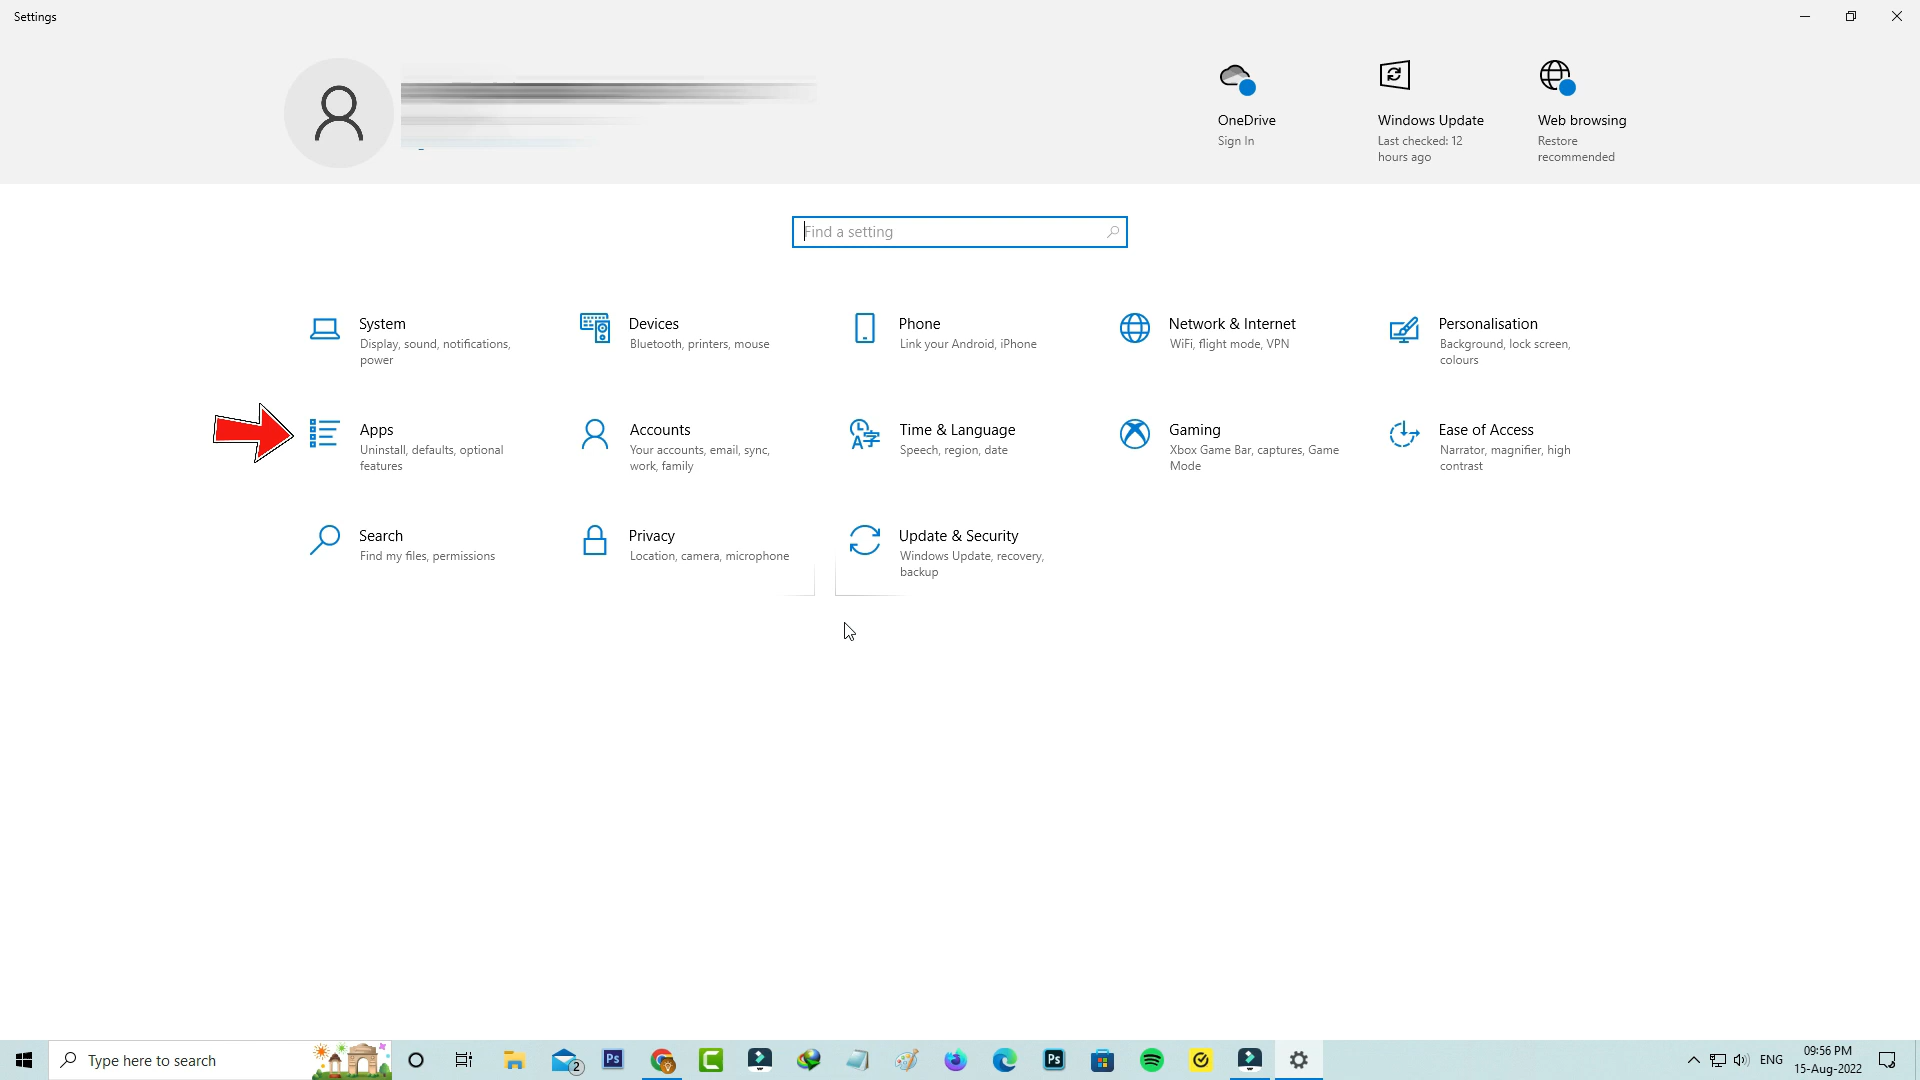 Settings
OneDrive
Sign In
Windows Update
Last checked: 12
hours ago
Web browsing
Restore
recommended
Find a setting
System
Display, sound, notifications,
power
Devices
Bluetooth, printers, mouse
Phone
Link your Android, iPhone
Network & Internet
WiFi, flight mode, VPN
Personalisation
Background, lock screen,
colours
Apps
Uninstall, defaults, optional
features
Accounts
Your accounts, email, sync,
work, family
Time & Language
Speech, region, date
Gaming
Xbox Game Bar, captures, Game
Mode
Ease of Access
Narrator, magnifier, high
contrast
Search
Find my files, permissions
Privacy
Location, camera, microphone
Update & Security
Windows Update, recovery,
backup
Type here to search
2
Ps
Ps
ENG
09:56 PM
15-Aug-2022